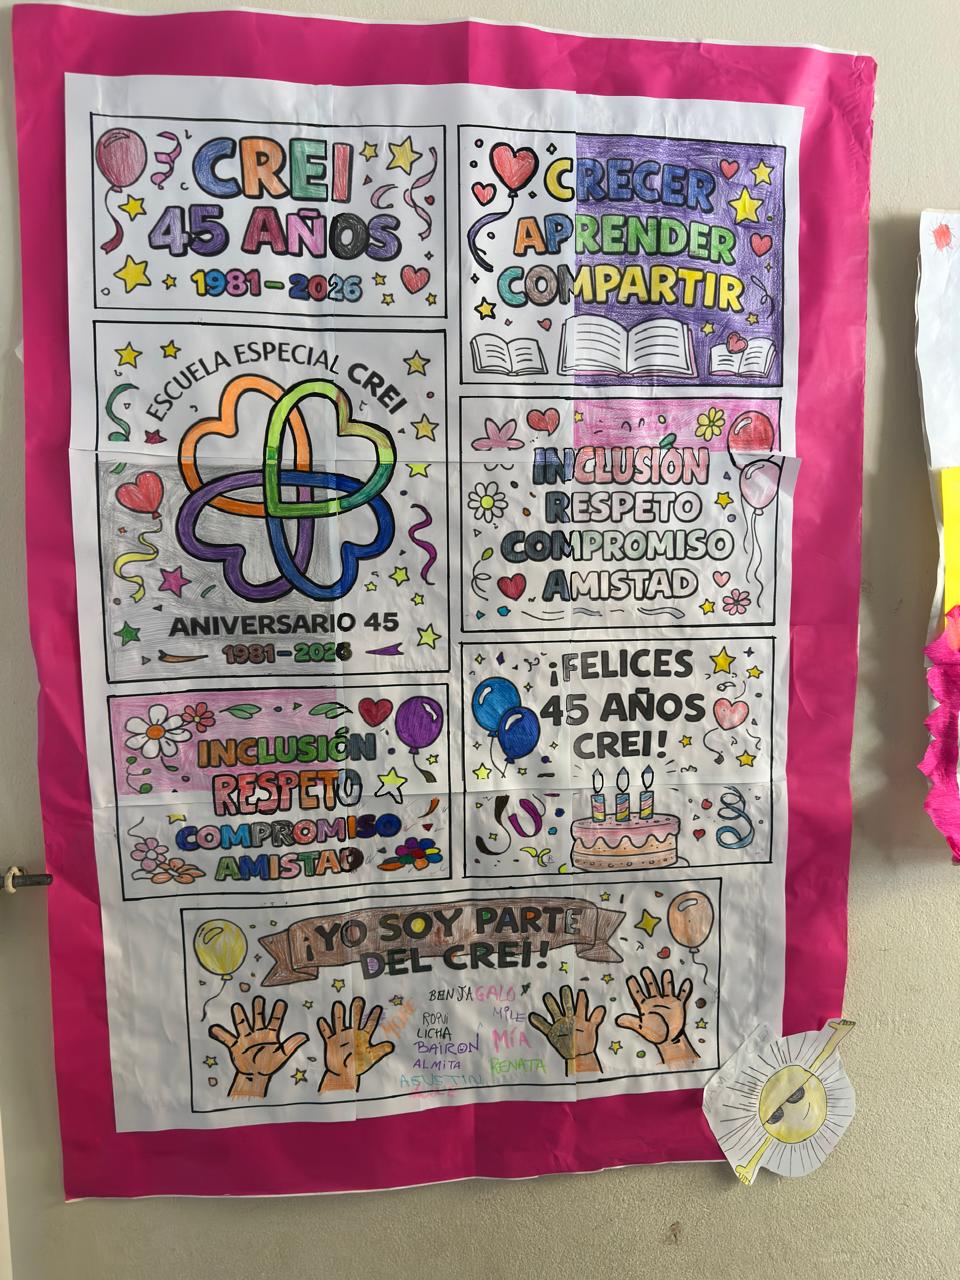 CREI
45 AÑOS
1981-2026
CRECER
APRENDER
COMPARTIR
ESCUELA ESPECIAL CREI
ANIVERSARIO 45
1981-2026
INCLUSIÓN
RESPETO
COMPROMISO
AMISTAD
INCLUSIÓN
RESPETO
COMPROMISO
AMISTAD
¡FELICES
45 AÑOS
CREI!
¡YO SOY PARTE
DEL CREI!
BENJA GALO
ROQUI MILE
LICHA
BAIRON MÍA
ALMITA RENATA
AGUSTIN